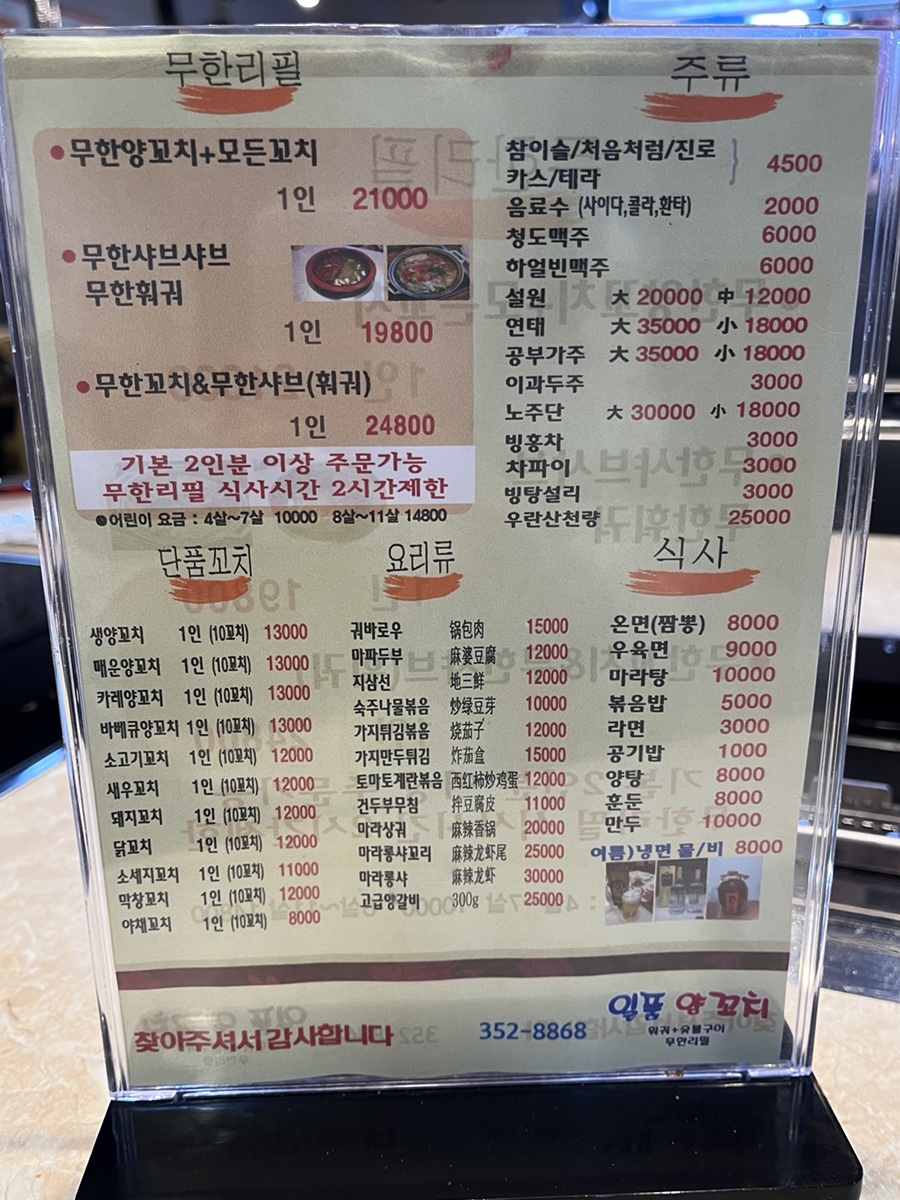 무한리필
●무한양꼬치+모든꼬치
1인 21000
●무한샤브샤브
무한훠궈
1인 19800
●무한꼬치&무한샤브(훠궈)
1인 24800
기본 2인분 이상 주문가능
무한리필 식사시간 2시간제한
●어린이 요금 : 4살~7살 10000 8살~11살 14800
주류
참이슬/처음처럼/진로
카스/테라 4500
음료수 (사이다,콜라,환타) 2000
청도맥주 6000
하얼빈맥주 6000
설원 大 20000 中 12000
연태 大 35000 小 18000
공부가주 大 35000 小 18000
이과두주 3000
노주단 大 30000 小 18000
빙홍차 3000
차파이 3000
빙탕설리 3000
우란산천량 25000
단품꼬치
생양꼬치 1인 (10꼬치) 13000
매운양꼬치 1인 (10꼬치) 13000
카레양꼬치 1인 (10꼬치) 13000
바베큐양꼬치 1인 (10꼬치) 13000
소고기꼬치 1인 (10꼬치) 12000
새우꼬치 1인 (10꼬치) 12000
돼지꼬치 1인 (10꼬치) 12000
닭꼬치 1인 (10꼬치) 12000
소세지꼬치 1인 (10꼬치) 11000
막창꼬치 1인 (10꼬치) 12000
야채꼬치 1인 (10꼬치) 8000
요리류
궈바로우 锅包肉 15000
마파두부 麻婆豆腐 12000
지삼선 地三鲜 12000
숙주나물볶음 炒绿豆芽 10000
가지튀김볶음 烧茄子 12000
가지만두튀김 炸茄盒 15000
토마토계란볶음 西红柿炒鸡蛋 12000
건두부무침 拌豆腐皮 11000
마라샹궈 麻辣香锅 20000
마라롱샤꼬리 麻辣龙虾尾 25000
마라롱샤 麻辣龙虾 30000
고급양갈비 300g 25000
식사
온면(짬뽕) 8000
우육면 9000
마라탕 10000
볶음밥 5000
라면 3000
공기밥 1000
양탕 8000
훈둔 8000
만두 10000
여름)냉면 물/비 8000
찾아주셔서 감사합니다
352-8868
일품 양꼬치
훠궈+숯불구이
무한리필